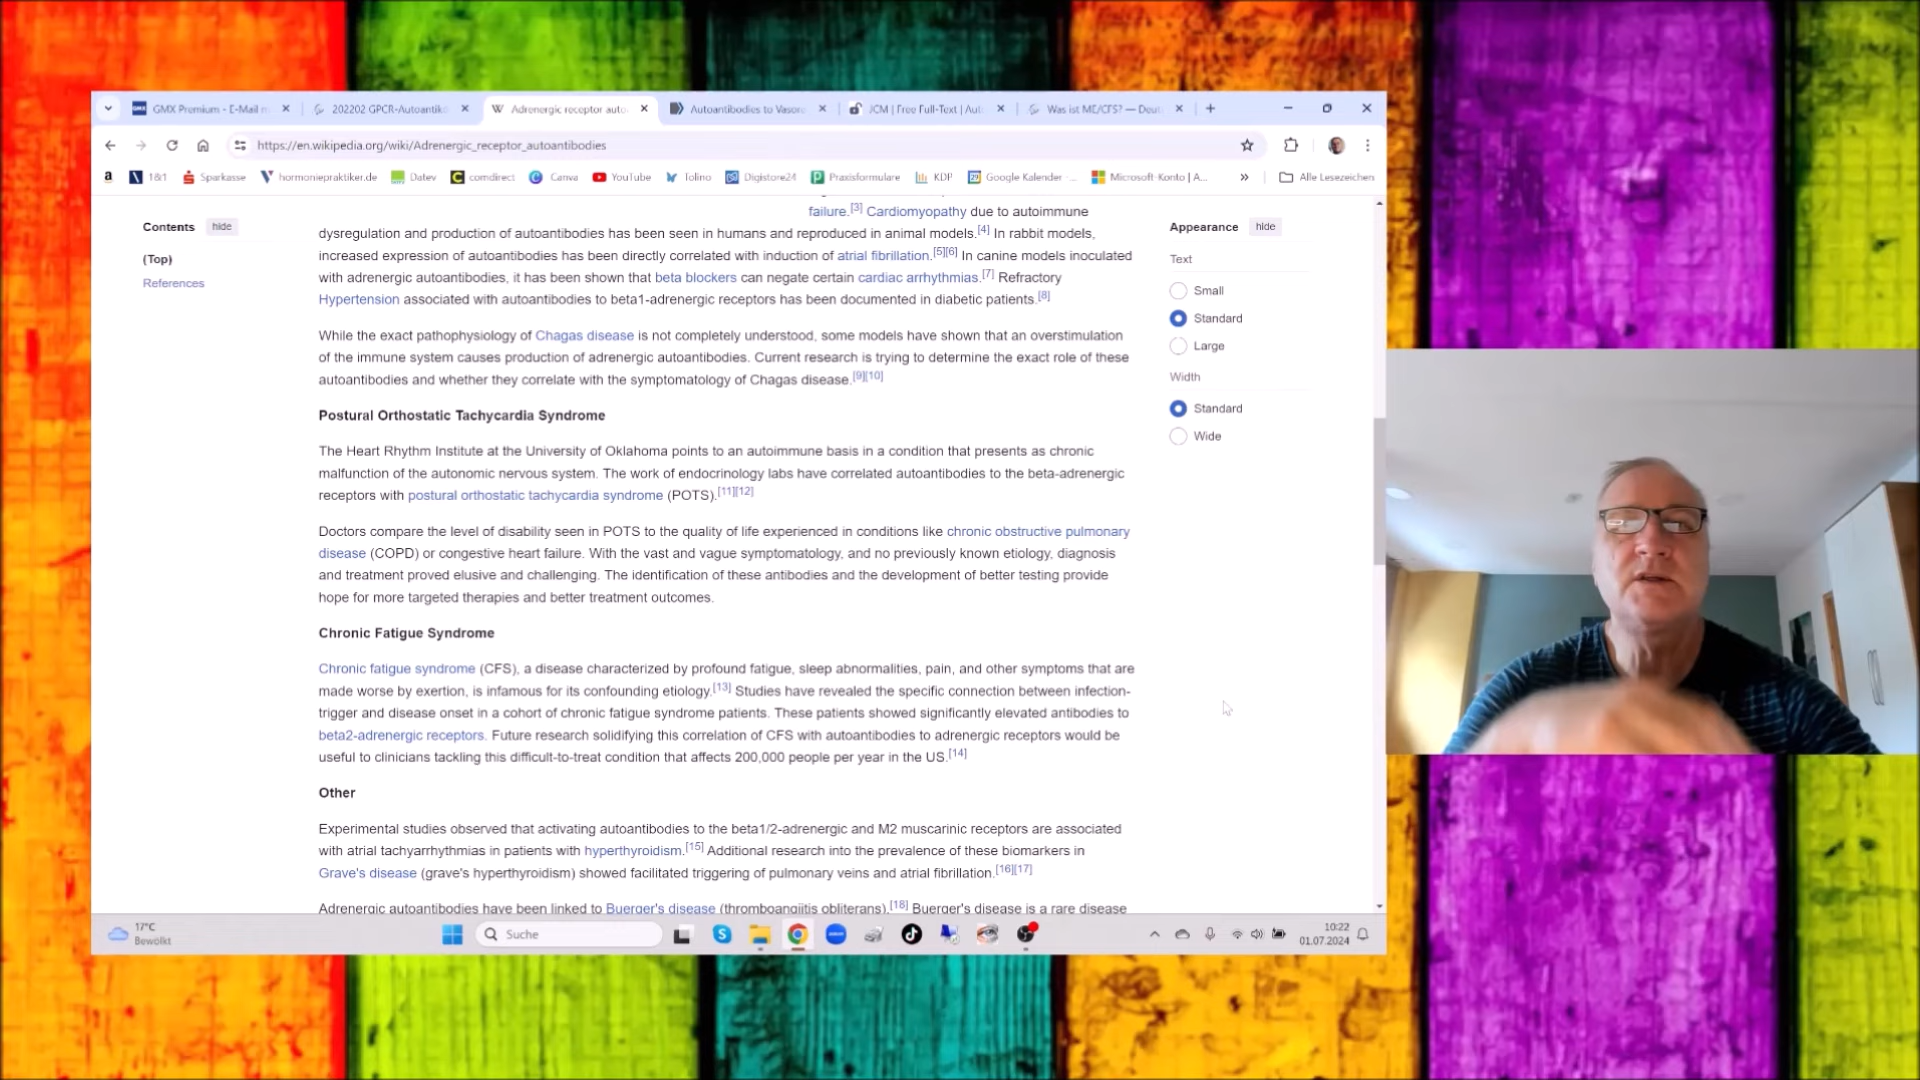 GMX Premium - E-Mail
202202 GPCR-Autoantik
Adrenergic receptor auto
Autoantibodies to Vasor
JCM | Free Full-Text | Aut
Was ist ME/CFS? — Deut
https://en.wikipedia.org/wiki/Adrenergic_receptor_autoantibodies
1&1
Sparkasse
hormoniepraktiker.de
Datev
comdirect
Canva
YouTube
Tolino
Digistore24
Praxisformulare
KDP
Google Kalender -...
Microsoft-Konto | A...
Alle Lesezeichen
Contents
hide
(Top)
References
failure.[3] Cardiomyopathy due to autoimmune
dysregulation and production of autoantibodies has been seen in humans and reproduced in animal models.[4] In rabbit models,
increased expression of autoantibodies has been directly correlated with induction of atrial fibrillation.[5][6] In canine models inoculated
with adrenergic autoantibodies, it has been shown that beta blockers can negate certain cardiac arrhythmias.[7] Refractory
Hypertension associated with autoantibodies to beta1-adrenergic receptors has been documented in diabetic patients.[8]
While the exact pathophysiology of Chagas disease is not completely understood, some models have shown that an overstimulation
of the immune system causes production of adrenergic autoantibodies. Current research is trying to determine the exact role of these
autoantibodies and whether they correlate with the symptomatology of Chagas disease.[9][10]
Postural Orthostatic Tachycardia Syndrome
The Heart Rhythm Institute at the University of Oklahoma points to an autoimmune basis in a condition that presents as chronic
malfunction of the autonomic nervous system. The work of endocrinology labs have correlated autoantibodies to the beta-adrenergic
receptors with postural orthostatic tachycardia syndrome (POTS).[11][12]
Doctors compare the level of disability seen in POTS to the quality of life experienced in conditions like chronic obstructive pulmonary
disease (COPD) or congestive heart failure. With the vast and vague symptomatology, and no previously known etiology, diagnosis
and treatment proved elusive and challenging. The identification of these antibodies and the development of better testing provide
hope for more targeted therapies and better treatment outcomes.
Chronic Fatigue Syndrome
Chronic fatigue syndrome (CFS), a disease characterized by profound fatigue, sleep abnormalities, pain, and other symptoms that are
made worse by exertion, is infamous for its confounding etiology.[13] Studies have revealed the specific connection between infection-
trigger and disease onset in a cohort of chronic fatigue syndrome patients. These patients showed significantly elevated antibodies to
beta2-adrenergic receptors. Future research solidifying this correlation of CFS with autoantibodies to adrenergic receptors would be
useful to clinicians tackling this difficult-to-treat condition that affects 200,000 people per year in the US.[14]
Other
Experimental studies observed that activating autoantibodies to the beta1/2-adrenergic and M2 muscarinic receptors are associated
with atrial tachyarrhythmias in patients with hyperthyroidism.[15] Additional research into the prevalence of these biomarkers in
Grave's disease (grave's hyperthyroidism) showed facilitated triggering of pulmonary veins and atrial fibrillation.[16][17]
Adrenergic autoantibodies have been linked to Buerger's disease (thromboangiitis obliterans).[18] Buerger's disease is a rare disease
Appearance
hide
Text
Small
Standard
Large
Width
Standard
Wide
17°C
Bewölkt
Suche
10:22
01.07.2024